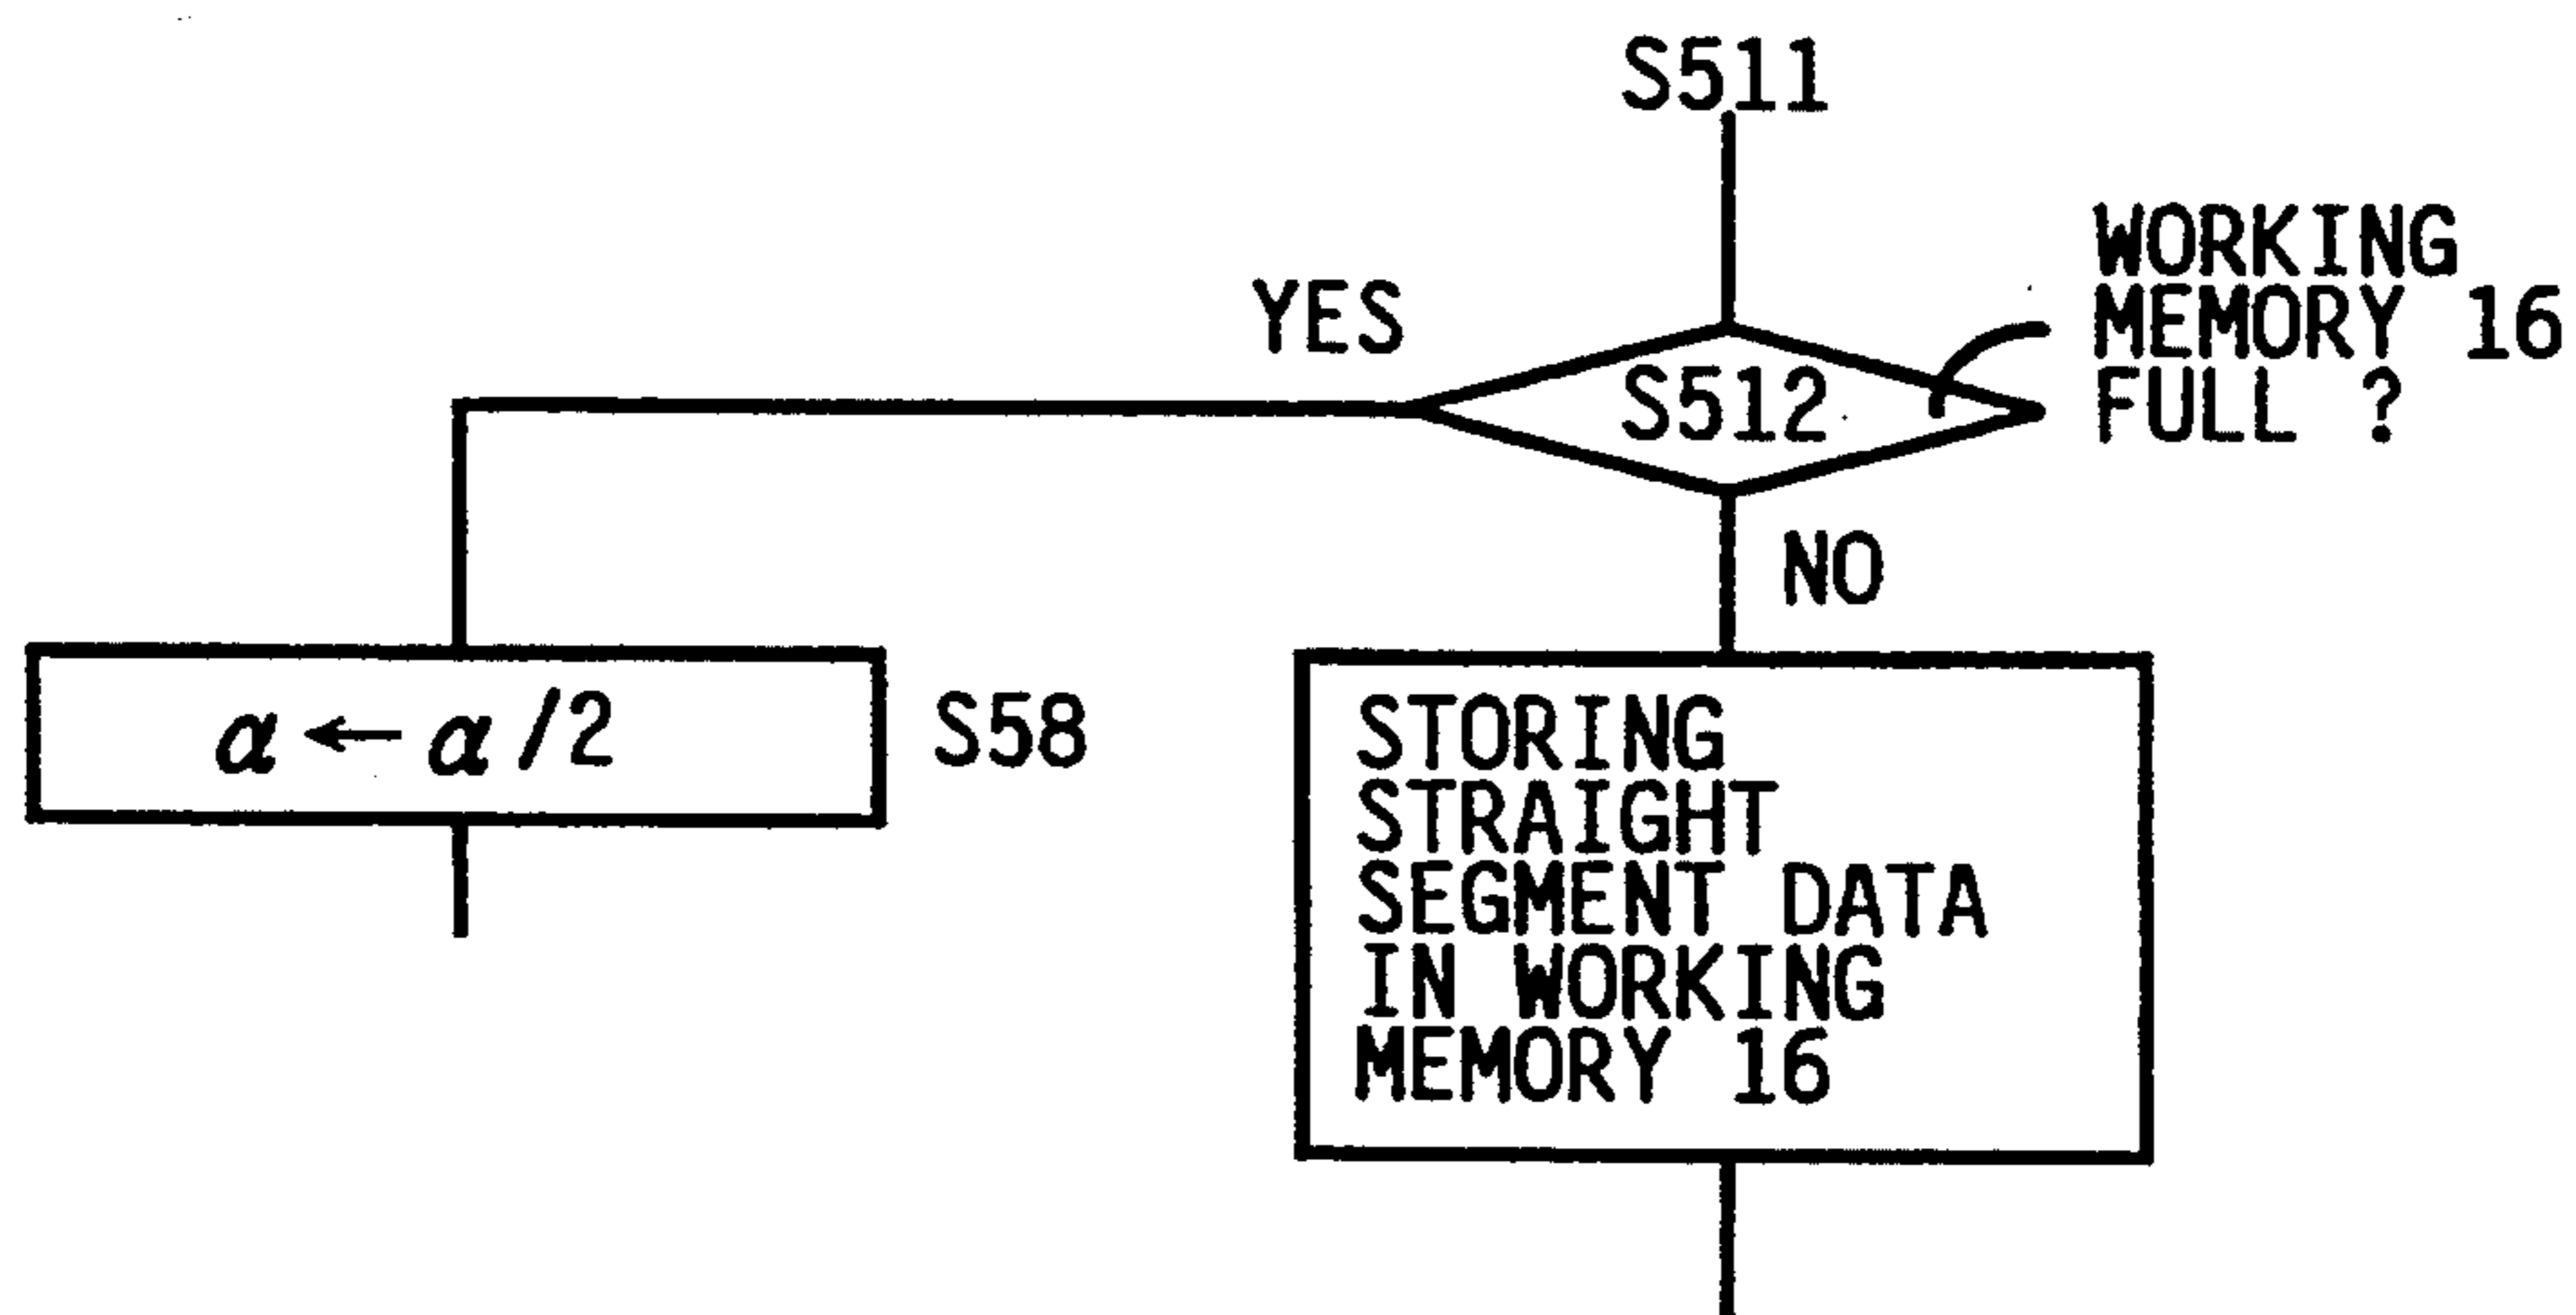 S511
WORKING
MEMORY 16
FULL ?
YES
S512
NO
α ← α /2
S58
STORING
STRAIGHT
SEGMENT DATA
IN WORKING
MEMORY 16